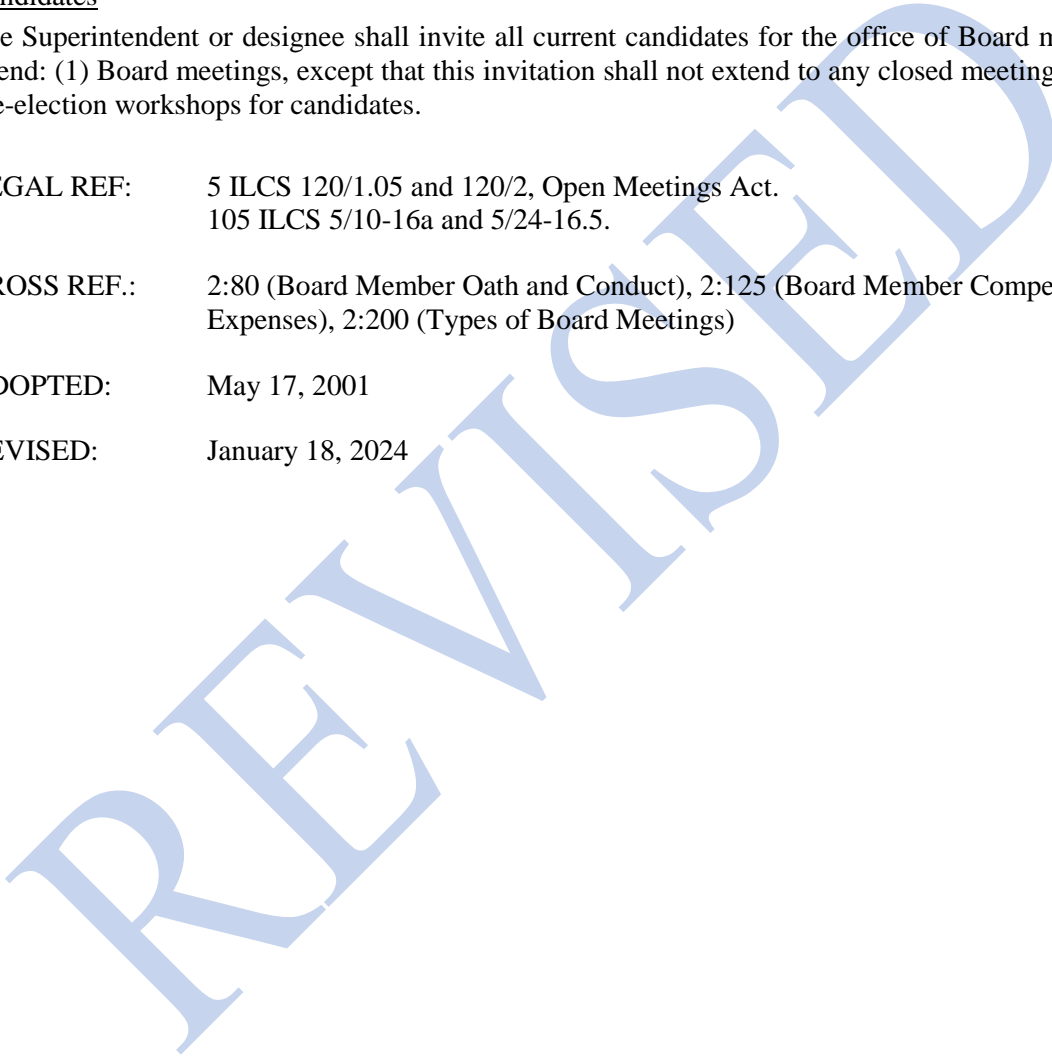 ndidates
e Superintendent or designee shall invite all current candidates for the office of Board m
end: (1) Board meetings, except that this invitation shall not extend to any closed meeting
e-election workshops for candidates.
EGAL REF: 5 ILCS 120/1.05 and 120/2, Open Meetings Act.
105 ILCS 5/10-16a and 5/24-16.5.
ROSS REF.: 2:80 (Board Member Oath and Conduct), 2:125 (Board Member Compe
Expenses), 2:200 (Types of Board Meetings)
DOPTED: May 17, 2001
EVISED: January 18, 2024
REVISED